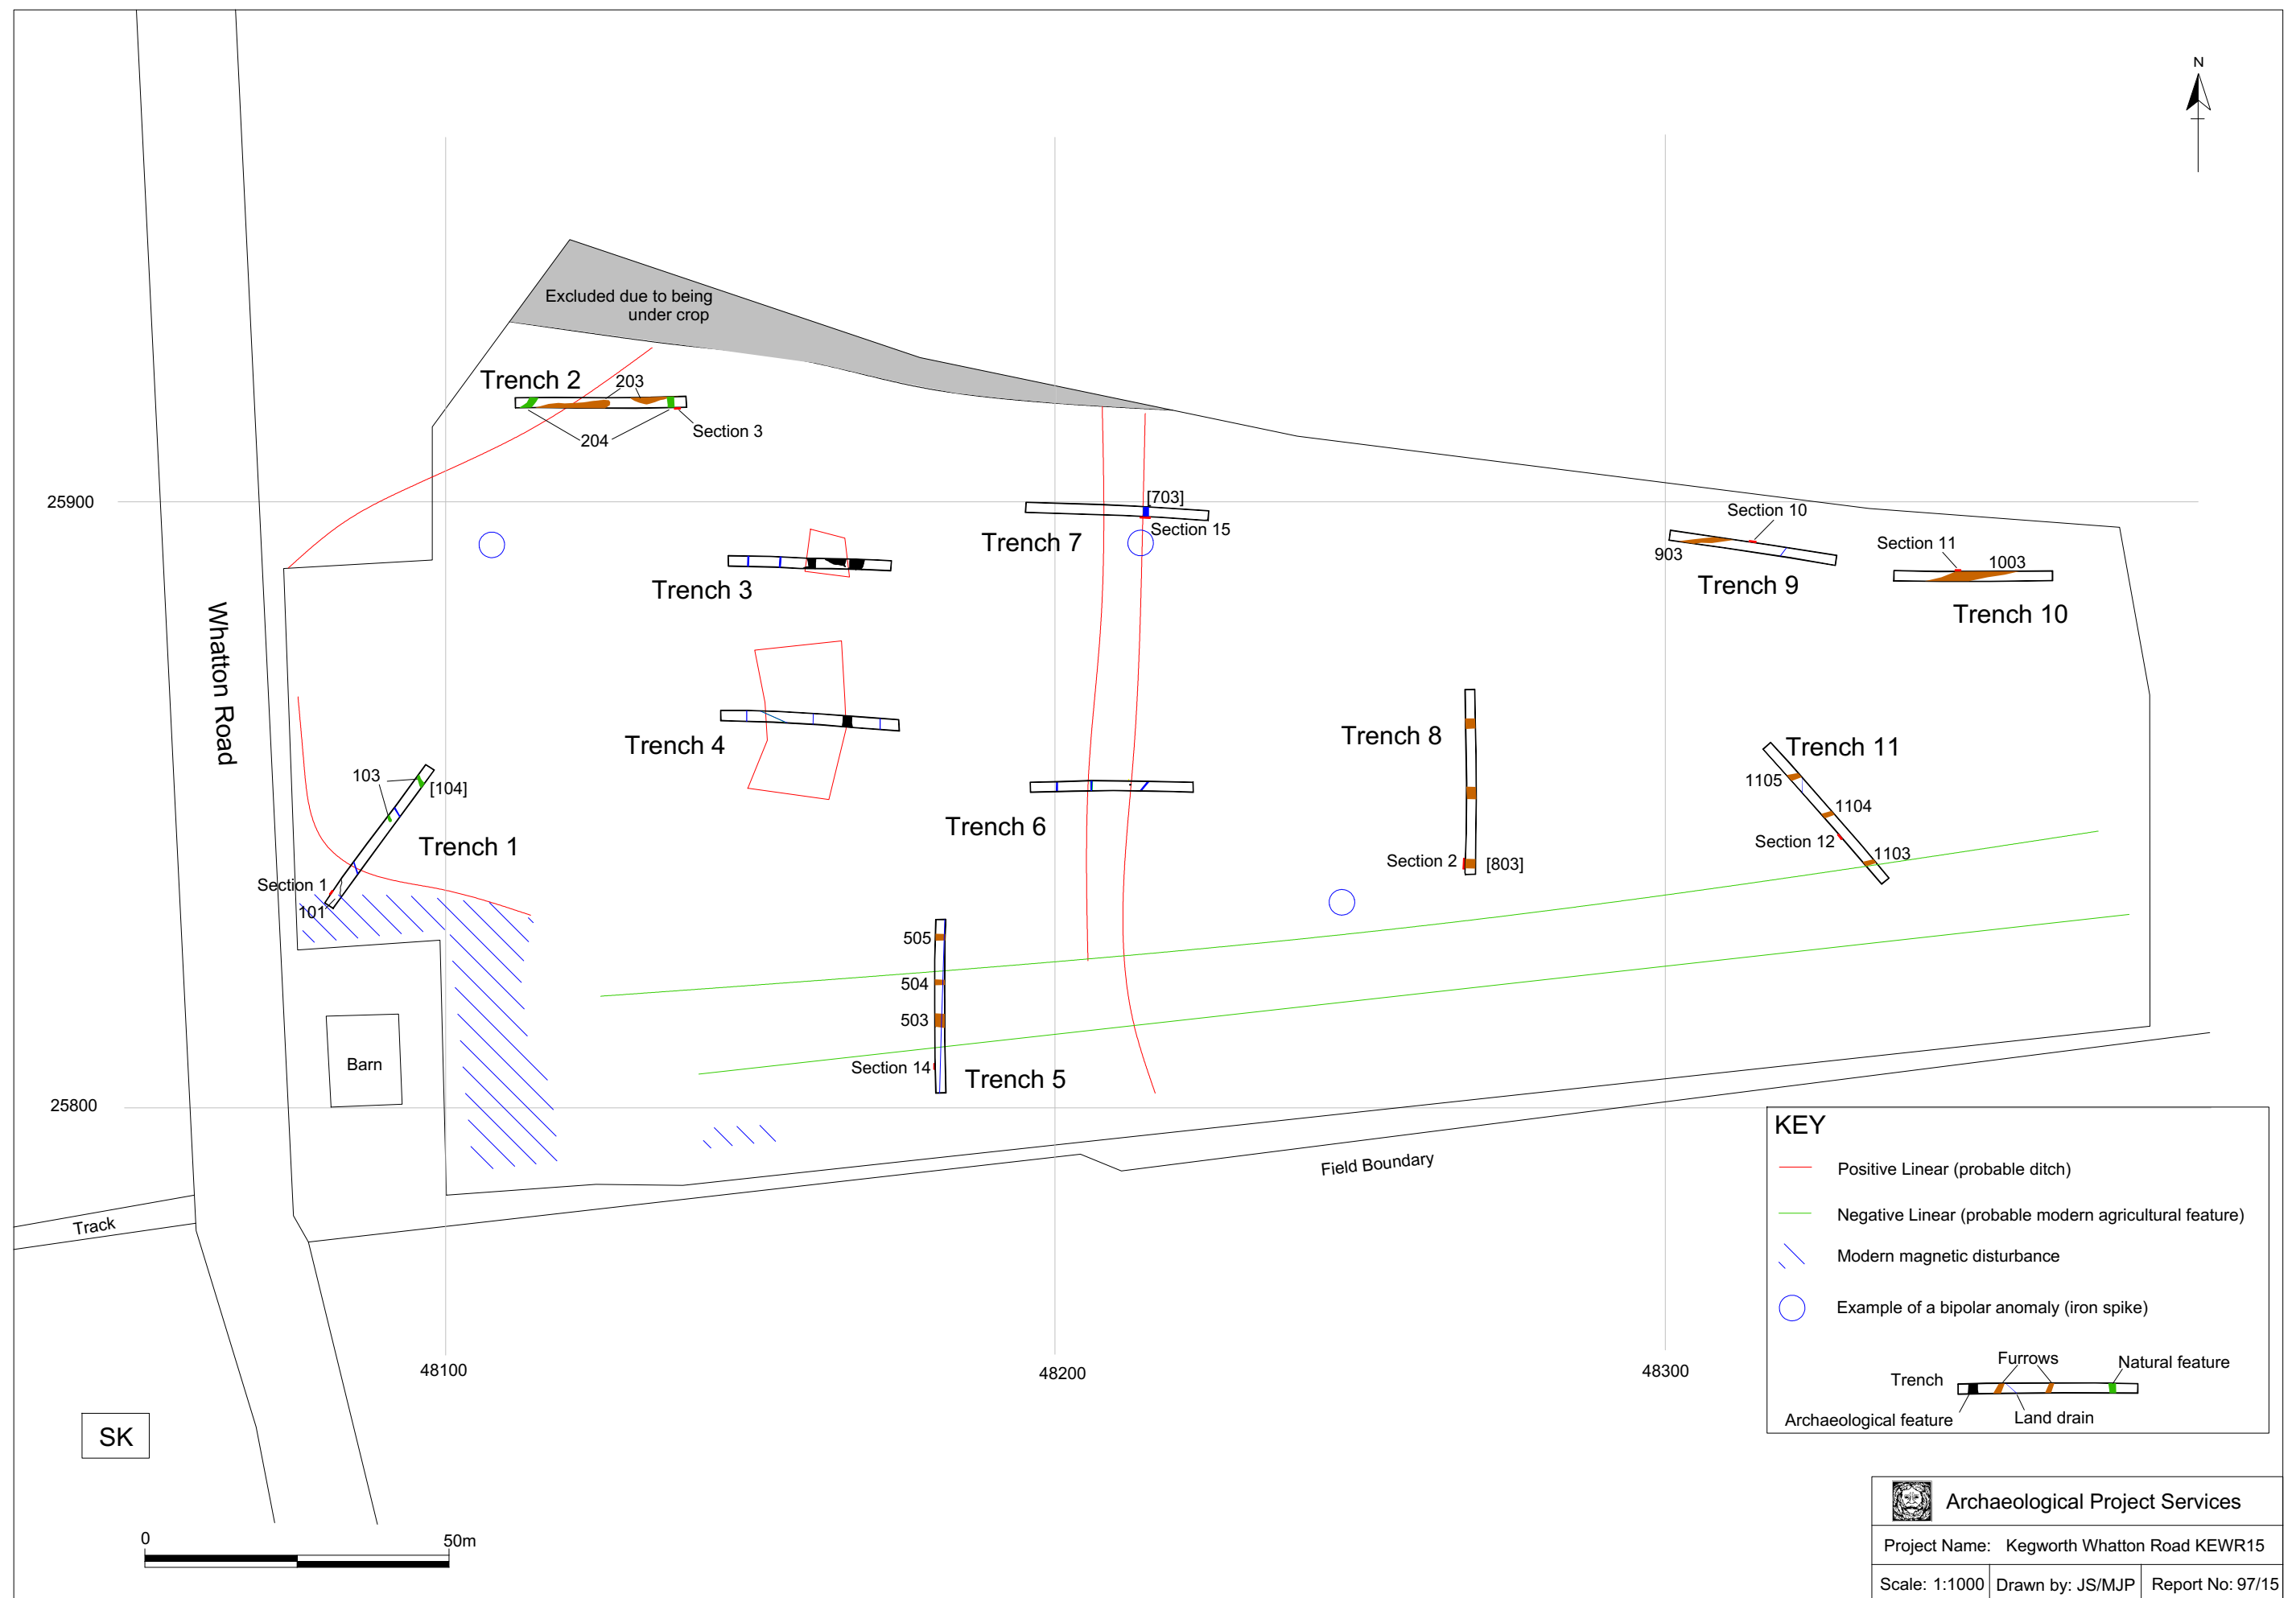 N
Excluded due to being
under crop
Trench 2
203
204
Section 3
25900
[703]
Section 15
Trench 7
Section 10
903
Trench 9
Section 11
1003
Trench 10
Trench 3
Whatton Road
Trench 4
Trench 8
Trench 11
1105
1104
Section 12
1103
103
[104]
Trench 1
Section 1
101
Trench 6
Section 2
[803]
505
504
503
Section 14
Trench 5
Barn
25800
Field Boundary
Track
KEY
Positive Linear (probable ditch)
Negative Linear (probable modern agricultural feature)
Modern magnetic disturbance
Example of a bipolar anomaly (iron spike)
Furrows
Natural feature
Trench
Archaeological feature
Land drain
48100
48200
48300
SK
0
50m
Archaeological Project Services
Project Name: Kegworth Whatton Road KEWR15
Scale: 1:1000
Drawn by: JS/MJP
Report No: 97/15